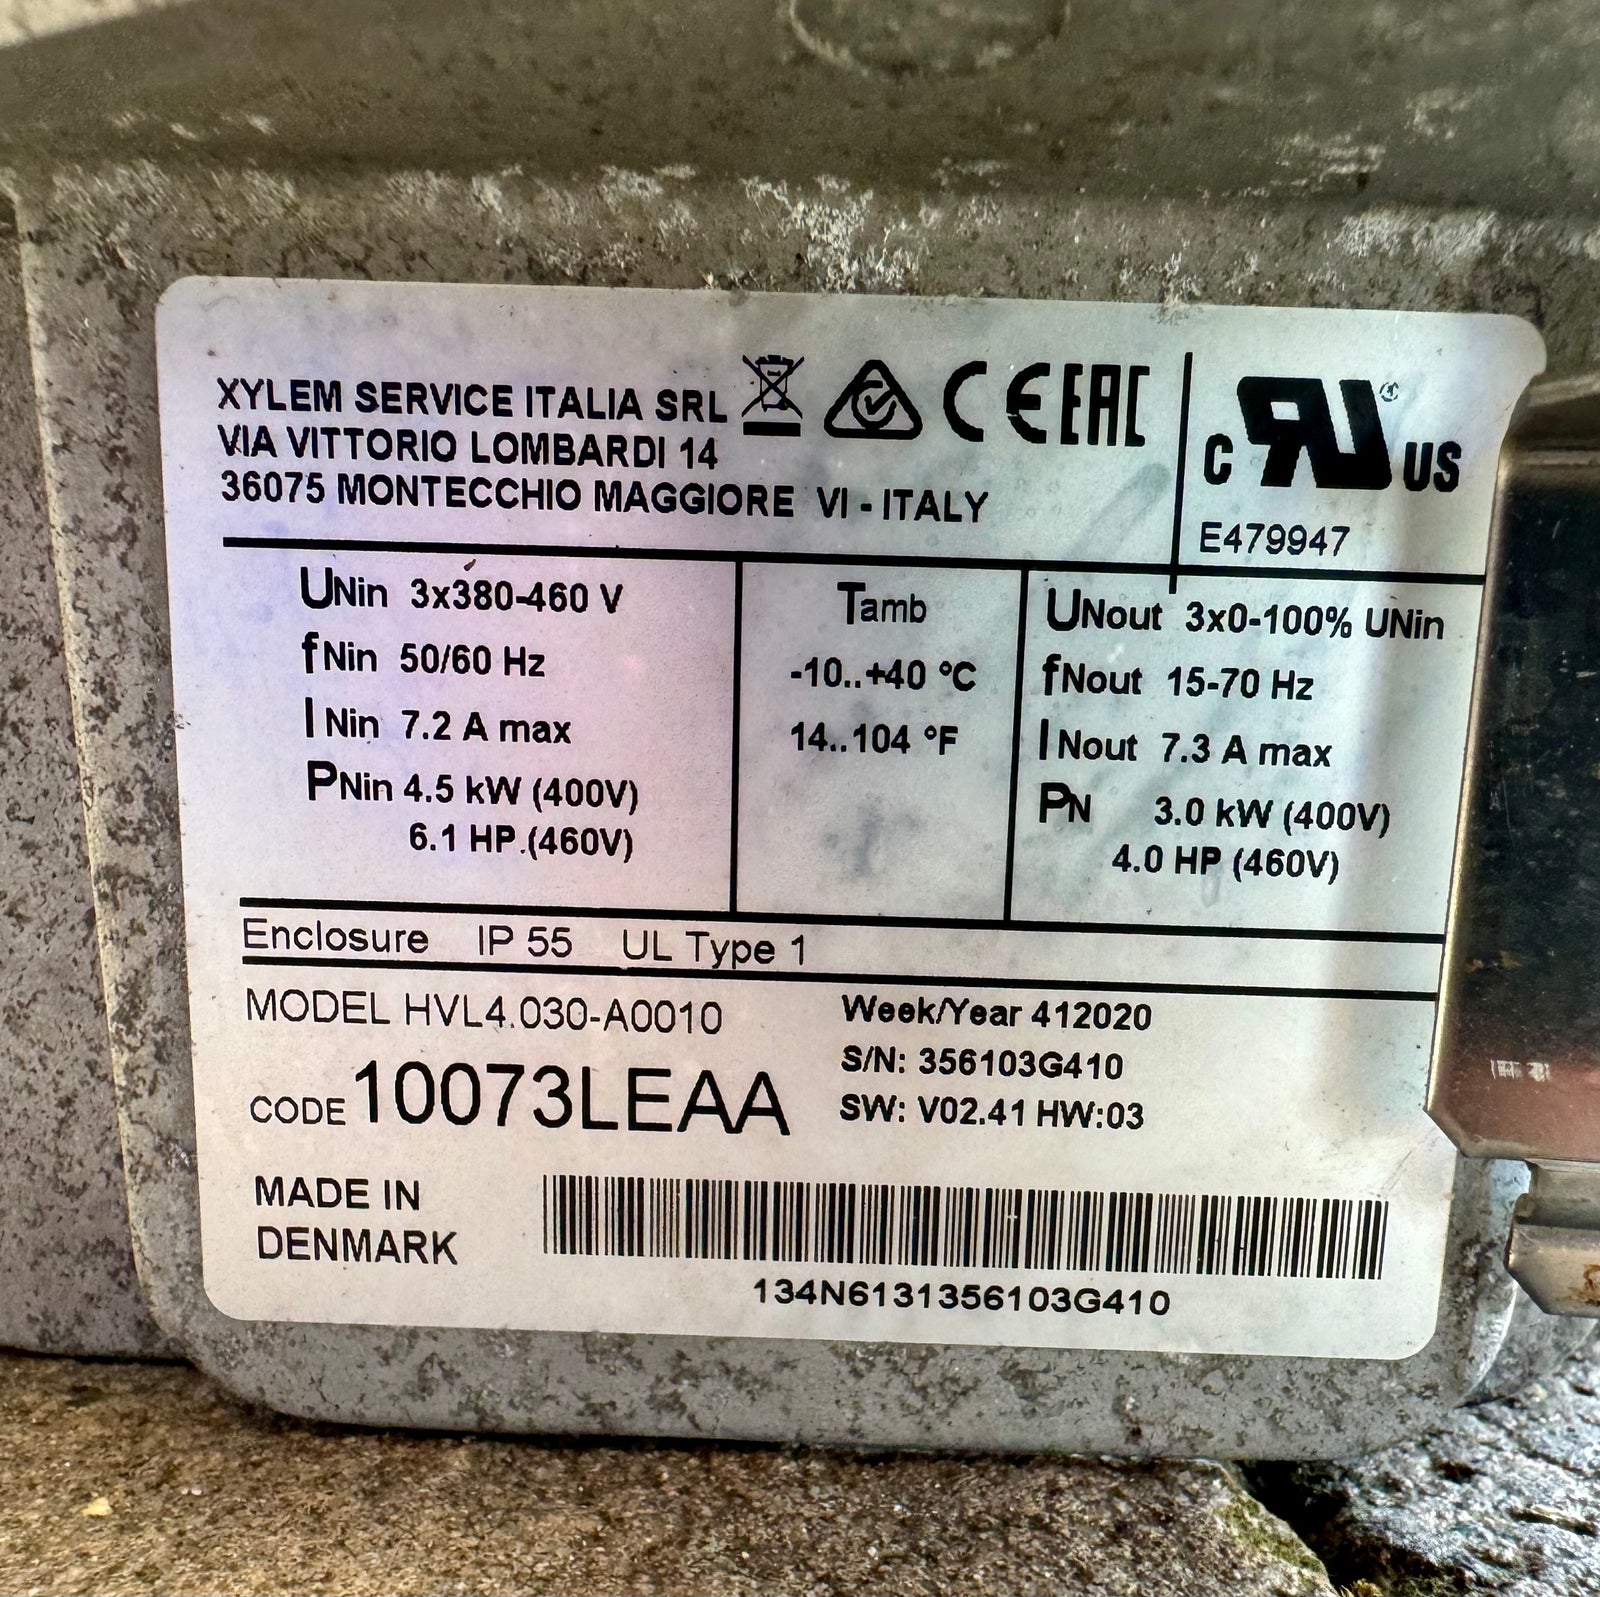 XYLEM SERVICE ITALIA SRL
VIA VITTORIO LOMBARDI 14
36075 MONTECCHIO MAGGIORE VI - ITALY
CE EAC
c RU ® US
E479947
UNin 3x380-460 V
fNin 50/60 Hz
INin 7.2 A max
PNin 4.5 kW (400V)
6.1 HP (460V)
Tamb
-10..+40 °C
14..104 °F
UNout 3x0-100% UNin
fNout 15-70 Hz
INout 7.3 A max
PN 3.0 kW (400V)
4.0 HP (460V)
Enclosure IP 55 UL Type 1
MODEL HVL4.030-A0010
CODE 10073LEAA
Week/Year 412020
S/N: 356103G410
SW: V02.41 HW:03
MADE IN
DENMARK
134N6131356103G410